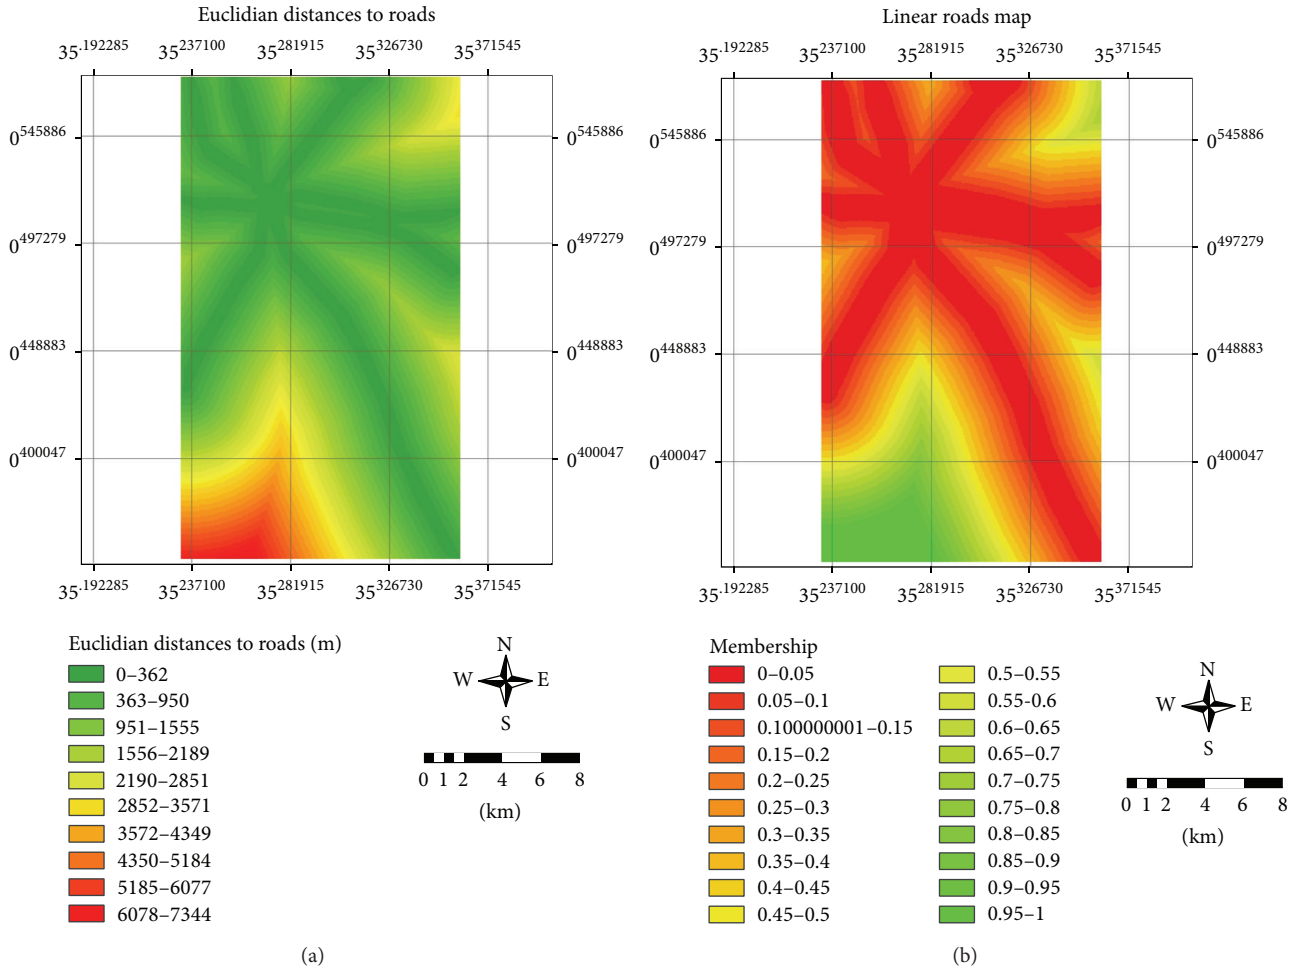 Euclidian distances to roads
35.192285 35237100 35281915 35326730 35371545
0545886 0545886
0497279 0497279
0448883 0448883
0400047 0400047
35.192285 35237100 35281915 35326730 35371545
Euclidian distances to roads (m)
0–362
363–950
951–1555
1556–2189
2190–2851
2852–3571
3572–4349
4350–5184
5185–6077
6078–7344
N
W E
S
0 1 2 4 6 8
(km)
(a)
Linear roads map
35.192285 35237100 35281915 35326730 35371545
0545886 0545886
0497279 0497279
0448883 0448883
0400047 0400047
35.192285 35237100 35281915 35326730 35371545
Membership
0–0.05
0.05–0.1
0.100000001–0.15
0.15–0.2
0.2–0.25
0.25–0.3
0.3–0.35
0.35–0.4
0.4–0.45
0.45–0.5
0.5–0.55
0.55–0.6
0.6–0.65
0.65–0.7
0.7–0.75
0.75–0.8
0.8–0.85
0.85–0.9
0.9–0.95
0.95–1
N
W E
S
0 1 2 4 6 8
(km)
(b)